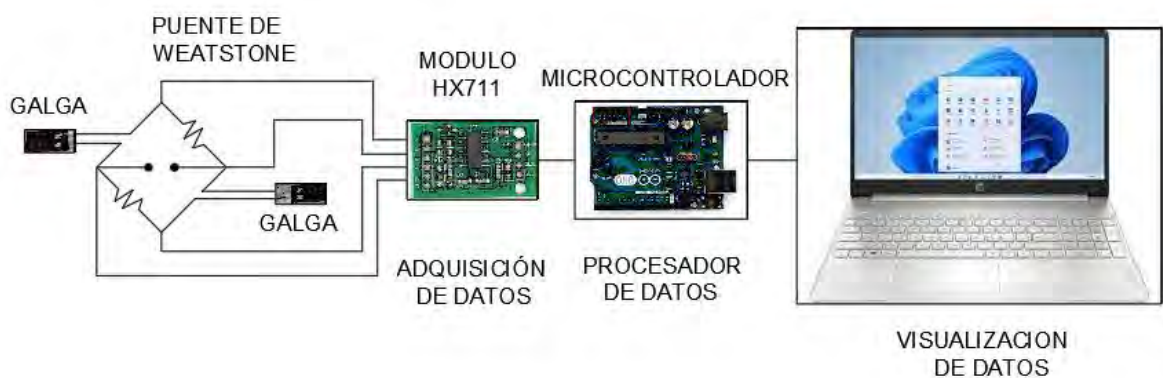 PUENTE DE
WEATSTONE
GALGA
GALGA
MODULO
HX711
ADQUISICIÓN
DE DATOS
MICROCONTROLADOR
PROCESADOR
DE DATOS
VISUALIZACION
DE DATOS